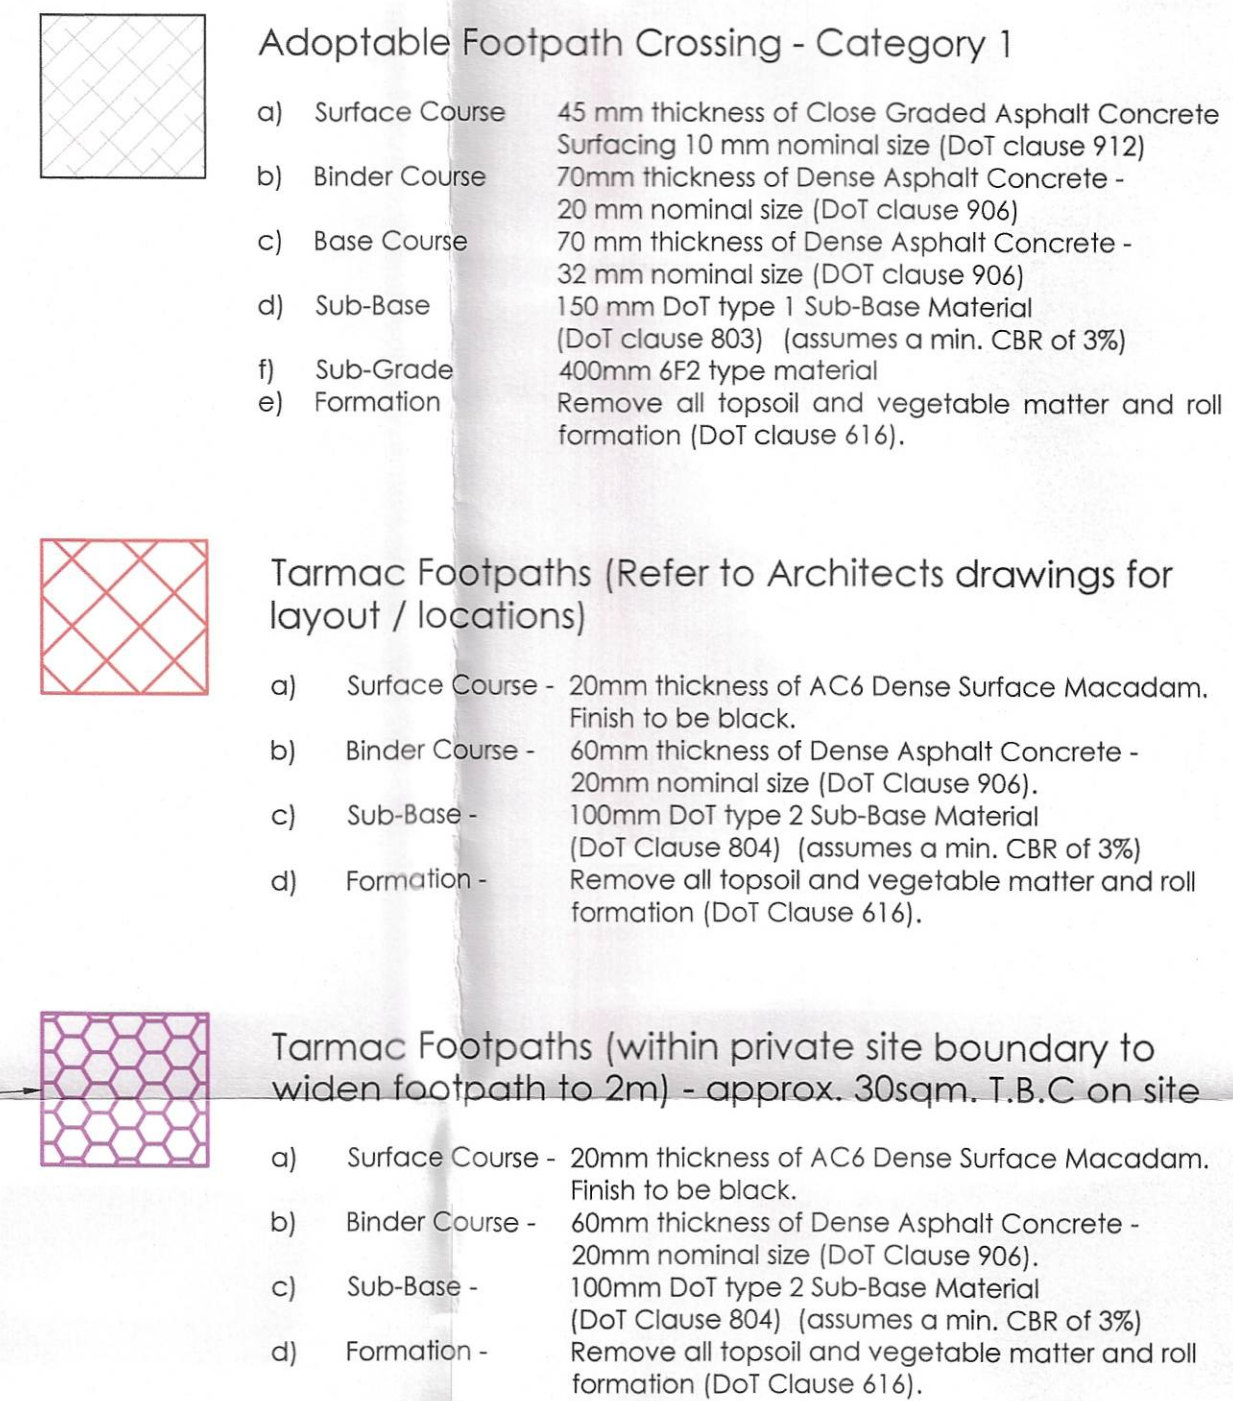 Adoptable Footpath Crossing - Category 1
a) Surface Course 45 mm thickness of Close Graded Asphalt Concrete
Surfacing 10 mm nominal size (DoT clause 912)
b) Binder Course 70mm thickness of Dense Asphalt Concrete -
20 mm nominal size (DoT clause 906)
c) Base Course 70 mm thickness of Dense Asphalt Concrete -
32 mm nominal size (DOT clause 906)
d) Sub-Base 150 mm DoT type 1 Sub-Base Material
(DoT clause 803) (assumes a min. CBR of 3%)
f) Sub-Grade 400mm 6F2 type material
e) Formation Remove all topsoil and vegetable matter and roll
formation (DoT clause 616).
Tarmac Footpaths (Refer to Architects drawings for
layout / locations)
a) Surface Course - 20mm thickness of AC6 Dense Surface Macadam.
Finish to be black.
b) Binder Course - 60mm thickness of Dense Asphalt Concrete -
20mm nominal size (DoT Clause 906).
c) Sub-Base - 100mm DoT type 2 Sub-Base Material
(DoT Clause 804) (assumes a min. CBR of 3%)
d) Formation - Remove all topsoil and vegetable matter and roll
formation (DoT Clause 616).
Tarmac Footpaths (within private site boundary to
widen footpath to 2m) - approx. 30sqm. T.B.C on site
a) Surface Course - 20mm thickness of AC6 Dense Surface Macadam.
Finish to be black.
b) Binder Course - 60mm thickness of Dense Asphalt Concrete -
20mm nominal size (DoT Clause 906).
c) Sub-Base - 100mm DoT type 2 Sub-Base Material
(DoT Clause 804) (assumes a min. CBR of 3%)
d) Formation - Remove all topsoil and vegetable matter and roll
formation (DoT Clause 616).